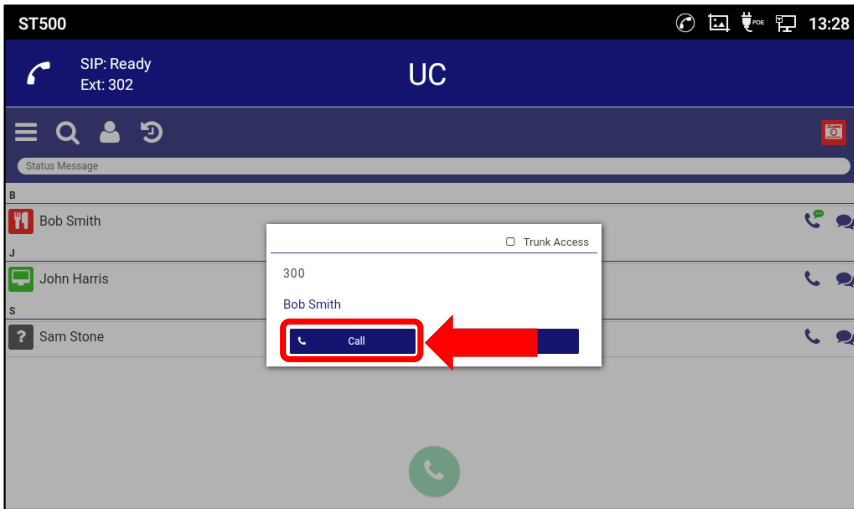 ST500
POE
13:28
SIP: Ready
Ext: 302
UC
Status Message
B
Bob Smith
Trunk Access
J
300
John Harris
Bob Smith
S
? Sam Stone
Call